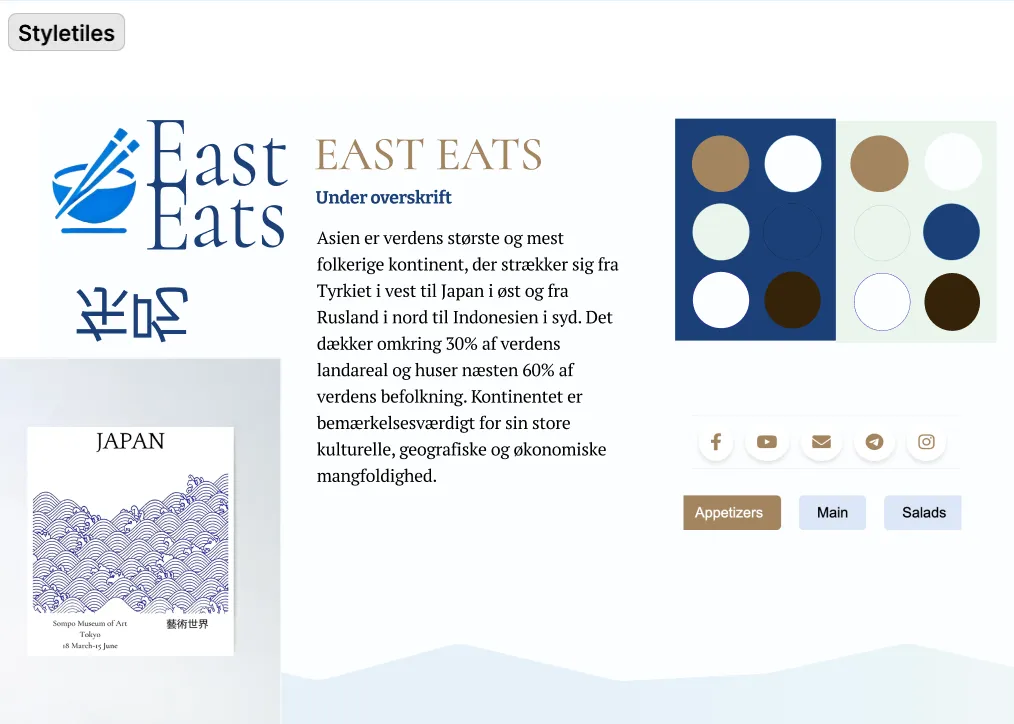 Styletiles
East
Eats
EAST EATS
Under overskrift
Asien er verdens største og mest
folkerige kontinent, der strækker sig fra
Tyrkiet i vest til Japan i øst og fra
Rusland i nord til Indonesien i syd. Det
dækker omkring 30% af verdens
landareal og huser næsten 60% af
verdens befolkning. Kontinentet er
bemærkelsesværdigt for sin store
kulturelle, geografiske og økonomiske
mangfoldighed.
JAPAN
Sompo Museum of Art
Tokyo
18 March-15 June
藝術世界
Appetizers
Main
Salads